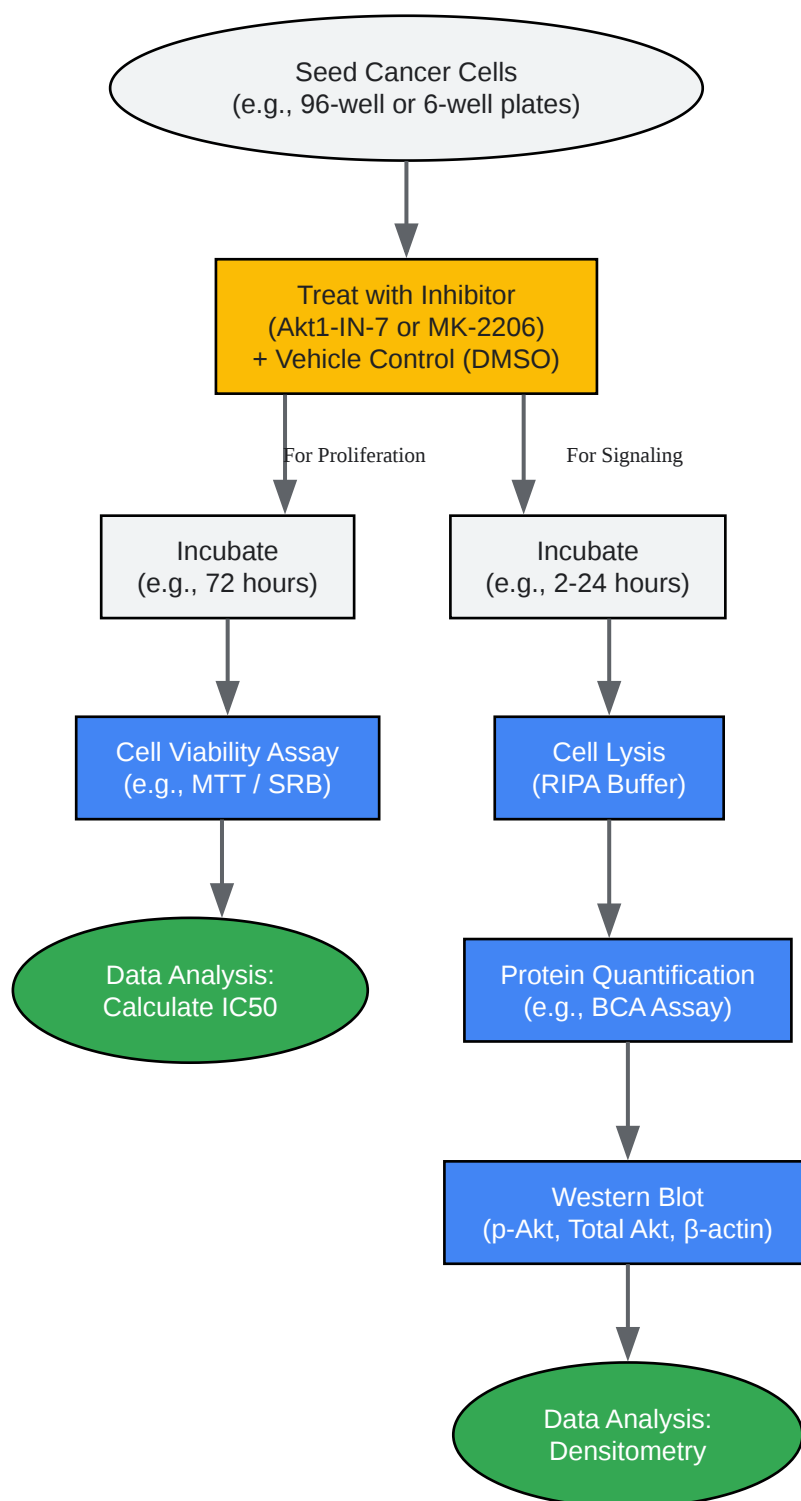 Seed Cancer Cells
(e.g., 96-well or 6-well plates)
Treat with Inhibitor
(Akt1-IN-7 or MK-2206)
+ Vehicle Control (DMSO)
For Proliferation
For Signaling
Incubate
(e.g., 72 hours)
Incubate
(e.g., 2-24 hours)
Cell Viability Assay
(e.g., MTT / SRB)
Cell Lysis
(RIPA Buffer)
Data Analysis:
Calculate IC50
Protein Quantification
(e.g., BCA Assay)
Western Blot
(p-Akt, Total Akt, β-actin)
Data Analysis:
Densitometry